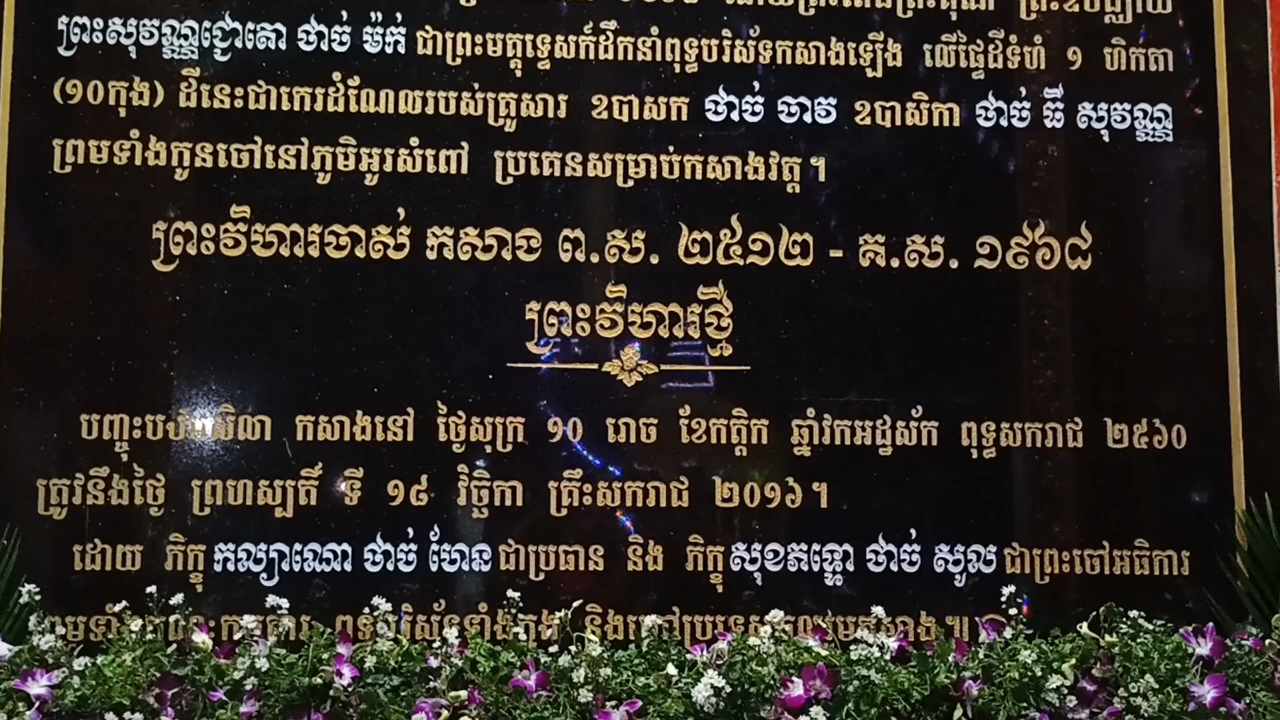 ព្រះសុវណ្ណជ្ញោតោ ថាច់ ម៉ក់ ជាព្រះមត្តុទ្ទេសក៍ដឹកនាំពុទ្ធបរិស័ទកសាងឡើង លើផ្ទៃដីទំហំ ១ ហិកតា
(១០កុង) ដីនេះជាកេរដំណែលរបស់គ្រួសារ ឧបាសក ថាច់ ចាវ ឧបាសិកា ថាច់ ធី សុវណ្ណ
ព្រមទាំងកូនចៅនៅភូមិអូរសំពៅ ប្រគេនសម្រាប់កសាងវត្ត ។
ព្រះវិហារចាស់ កសាង ព.ស. ២៥១២ - គ.ស. ១៩៦៨
ព្រះវិហារថ្មី
បញ្ចុះបឋមសិលា កសាងនៅ ថ្ងៃសុក្រ ១០ រោច ខែកត្តិក ឆ្នាំវកអដ្ឋស័ក ពុទ្ធសករាជ ២៥៦០
ត្រូវនឹងថ្ងៃ ព្រហស្បតិ៍ ទី ១៨ វិច្ឆិកា គ្រឹះសករាជ ២០១៦ ។
ដោយ ភិក្ខុ កល្យាណោ ថាច់ ហែន ជាប្រធាន និង ភិក្ខុ សុខភទ្ទោ ថាច់ សូល ជាព្រះចៅអធិការ